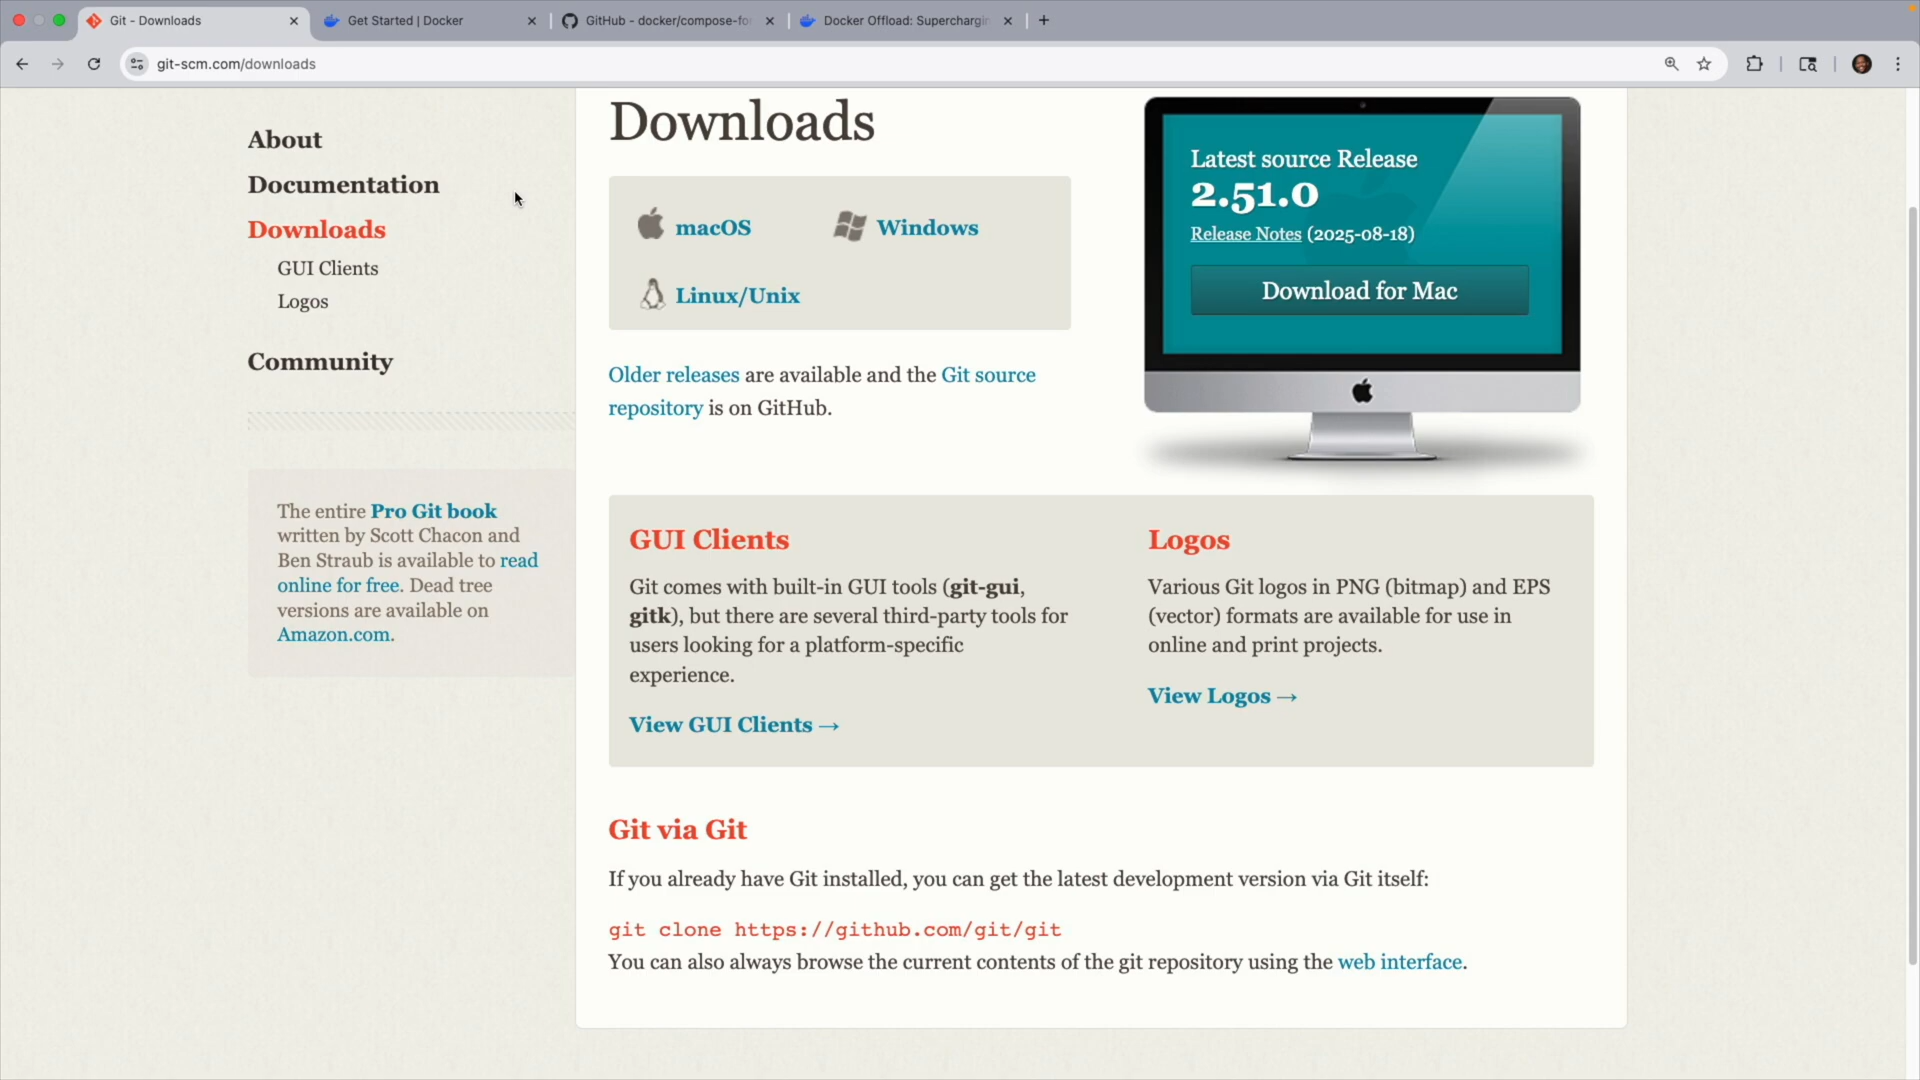 Git - Downloads
Get Started | Docker
GitHub - docker/compose-fo
Docker Offload: Superchargin
git-scm.com/downloads
About
Documentation
Downloads
GUI Clients
Logos
Community
The entire Pro Git book
written by Scott Chacon and
Ben Straub is available to read
online for free. Dead tree
versions are available on
Amazon.com.
Downloads
macOS
Windows
Linux/Unix
Older releases are available and the Git source
repository is on GitHub.
Latest source Release
2.51.0
Release Notes (2025-08-18)
Download for Mac
GUI Clients
Git comes with built-in GUI tools (git-gui,
gitk), but there are several third-party tools for
users looking for a platform-specific
experience.
View GUI Clients →
Logos
Various Git logos in PNG (bitmap) and EPS
(vector) formats are available for use in
online and print projects.
View Logos →
Git via Git
If you already have Git installed, you can get the latest development version via Git itself:
git clone https://github.com/git/git
You can also always browse the current contents of the git repository using the web interface.